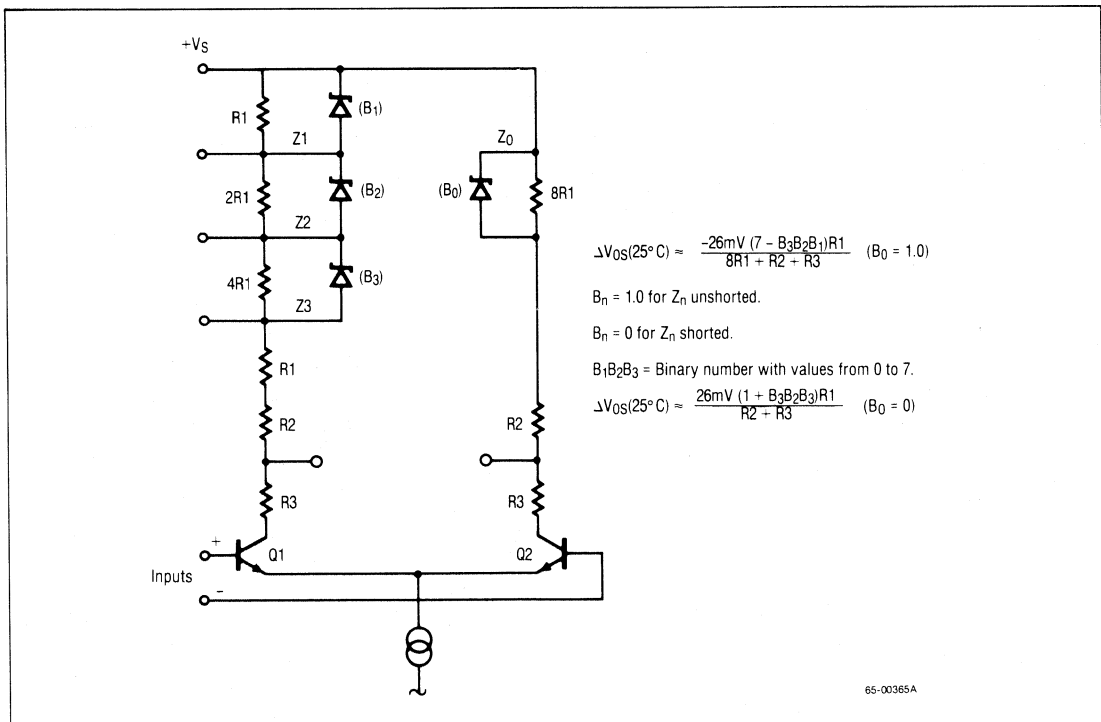 +VS
R1
(B1)
Z1
2R1
(B2)
Z2
4R1
(B3)
Z3
R1
R2
R3
+
Q1
Inputs
-
Z0
(B0)
8R1
R2
R3
Q2
ΔVOS(25° C) ≈ -26mV (7 - B3B2B1)R1 / 8R1 + R2 + R3 (B0 = 1.0)
Bn = 1.0 for Zn unshorted.
Bn = 0 for Zn shorted.
B1B2B3 = Binary number with values from 0 to 7.
ΔVOS(25° C) ≈ 26mV (1 + B3B2B3)R1 / R2 + R3 (B0 = 0)
65-00365A